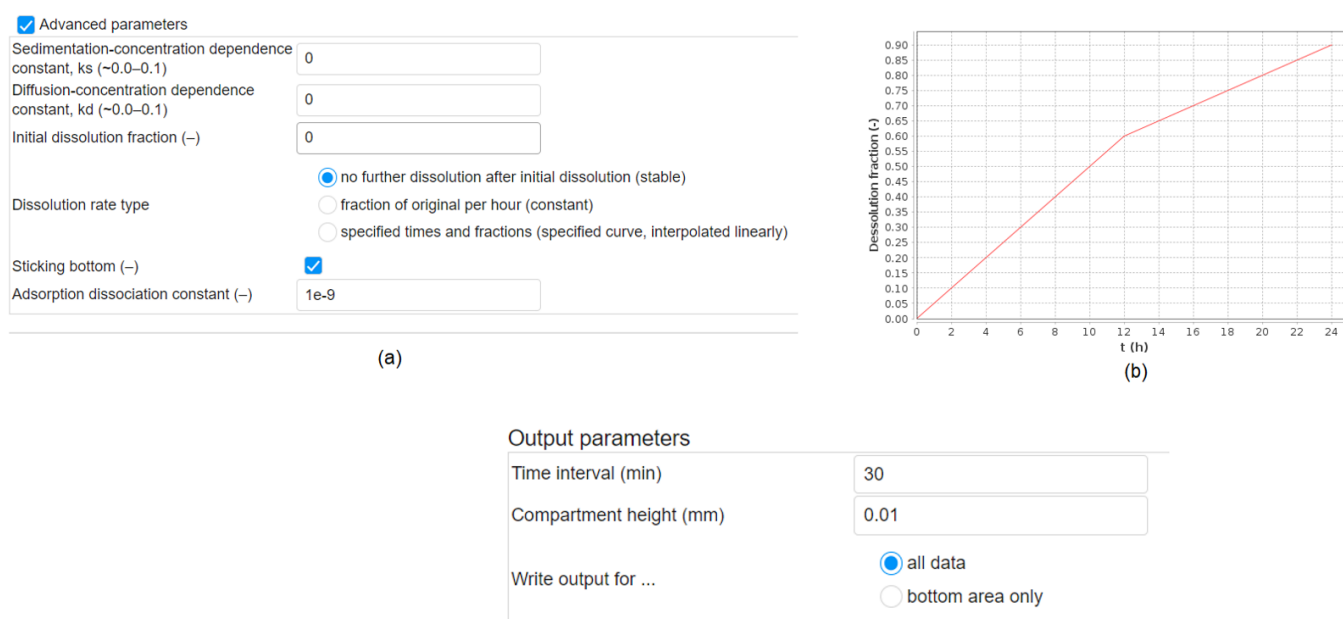 Advanced parameters
Sedimentation-concentration dependence
constant, ks (~0.0–0.1)
0
Diffusion-concentration dependence
constant, kd (~0.0–0.1)
0
Initial dissolution fraction (–)
0
Dissolution rate type
no further dissolution after initial dissolution (stable)
fraction of original per hour (constant)
specified times and fractions (specified curve, interpolated linearly)
Sticking bottom (–)
Adsorption dissociation constant (–)
1e-9
(a)
Dessolution fraction (-)
0.90
0.85
0.80
0.75
0.70
0.65
0.60
0.55
0.50
0.45
0.40
0.35
0.30
0.25
0.20
0.15
0.10
0.05
0.00
0 2 4 6 8 10 12 14 16 18 20 22 24
t (h)
(b)
Output parameters
Time interval (min)
30
Compartment height (mm)
0.01
Write output for ...
all data
bottom area only